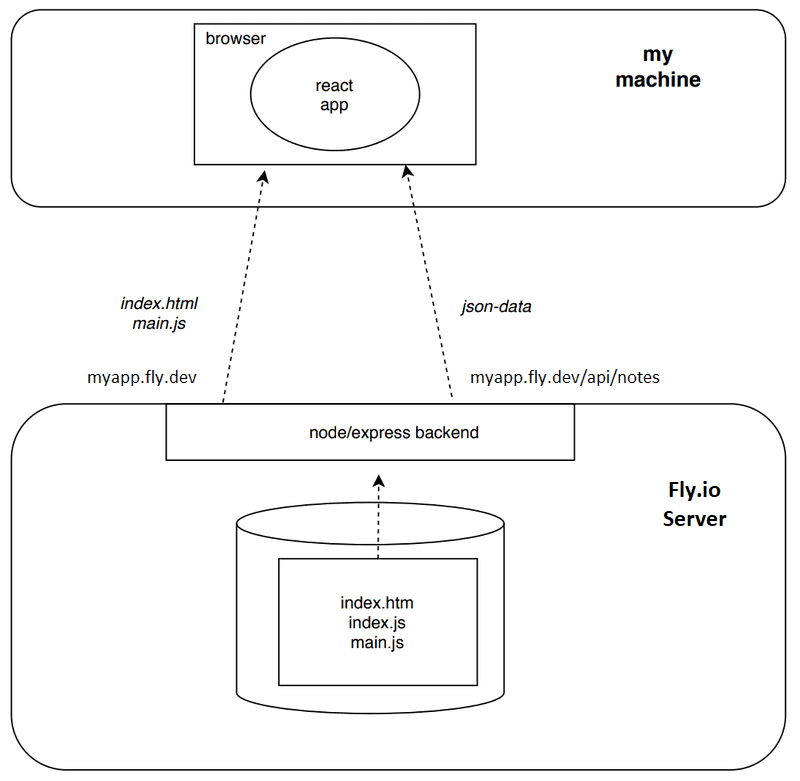 browser
react
app
my
machine
index.html
main.js
json-data
myapp.fly.dev
myapp.fly.dev/api/notes
node/express backend
Fly.io
Server
index.htm
index.js
main.js